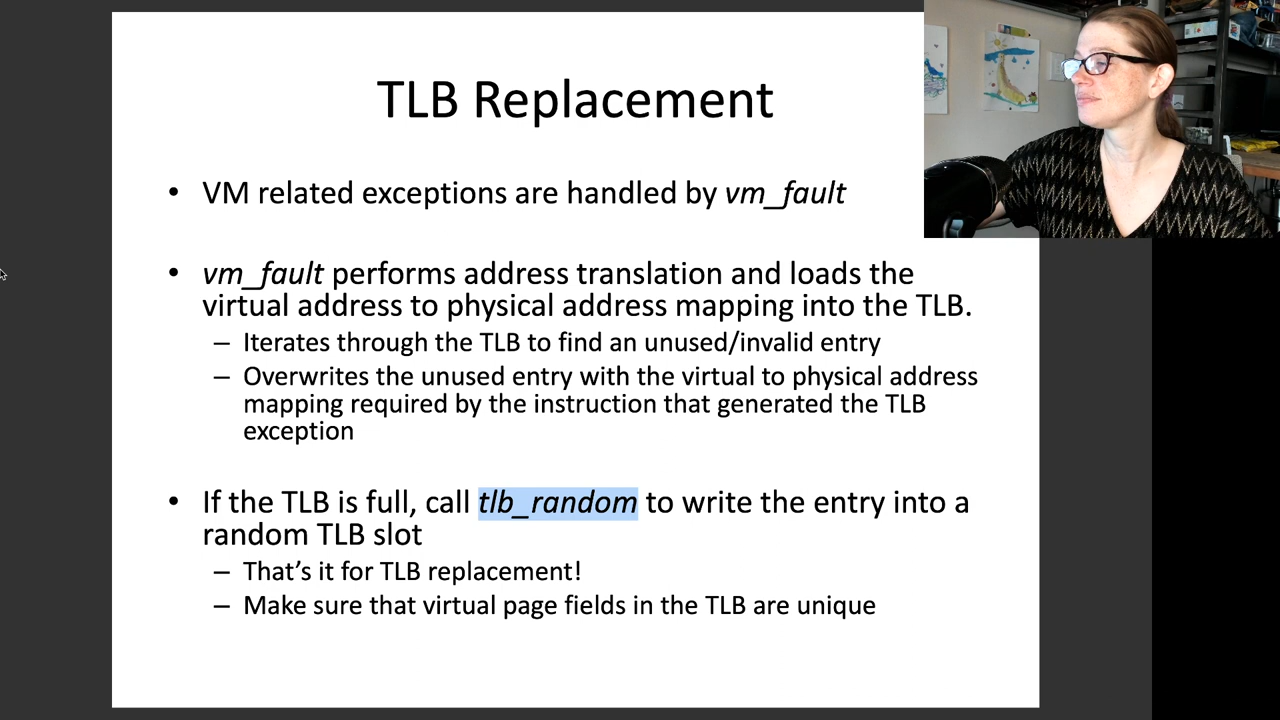 TLB Replacement
• VM related exceptions are handled by vm_fault
• vm_fault performs address translation and loads the
virtual address to physical address mapping into the TLB.
– Iterates through the TLB to find an unused/invalid entry
– Overwrites the unused entry with the virtual to physical address
mapping required by the instruction that generated the TLB
exception
• If the TLB is full, call tlb_random to write the entry into a
random TLB slot
– That’s it for TLB replacement!
– Make sure that virtual page fields in the TLB are unique